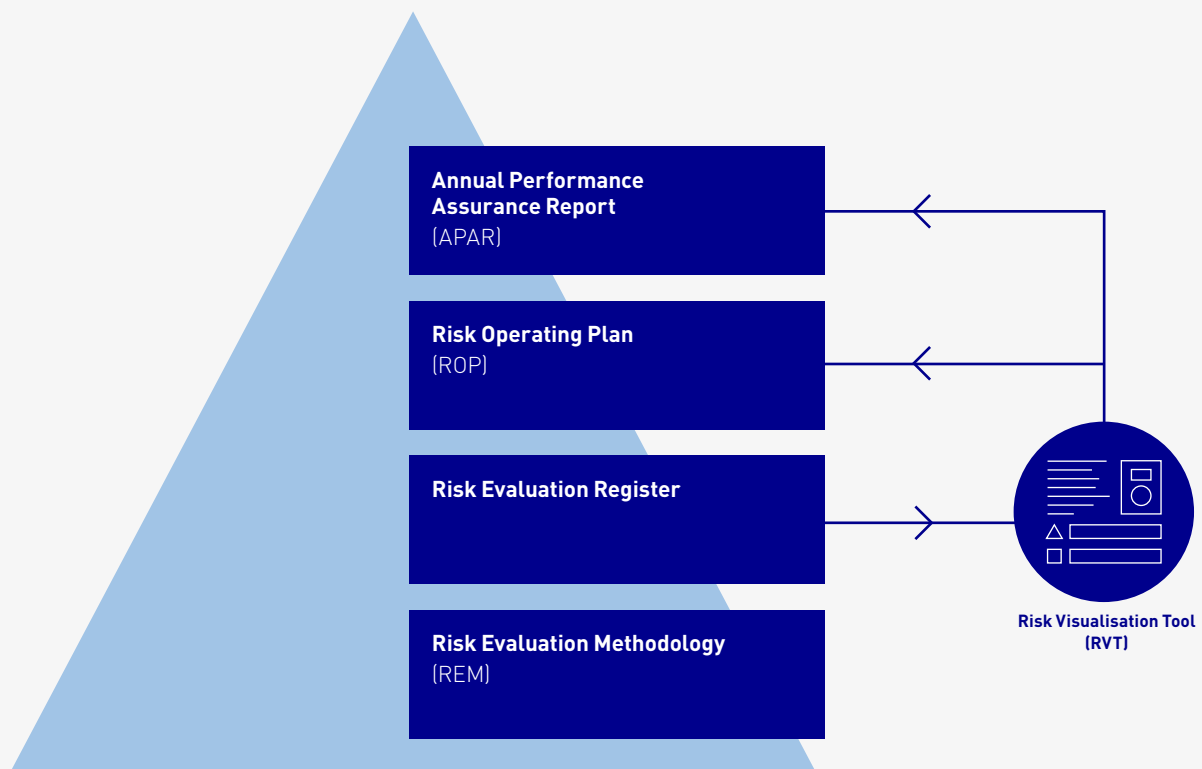 Annual Performance
Assurance Report
(APAR)
Risk Operating Plan
(ROP)
Risk Evaluation Register
Risk Evaluation Methodology
(REM)
Risk Visualisation Tool
(RVT)